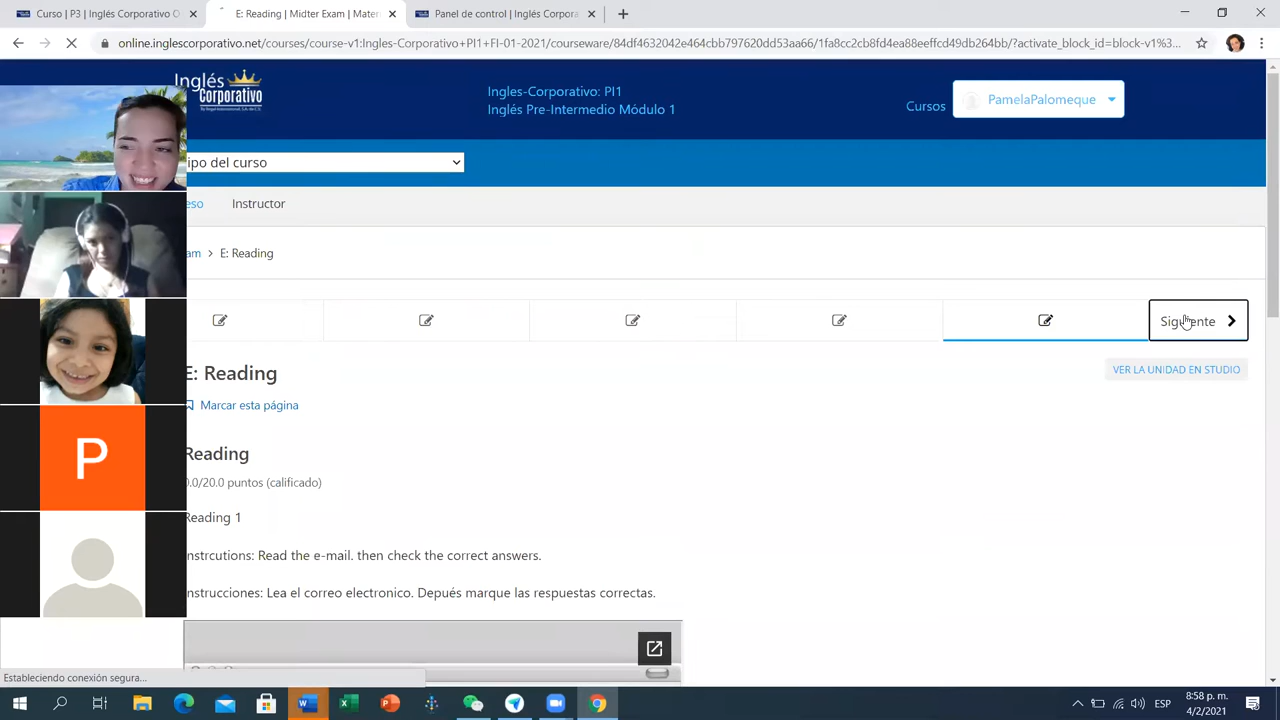 Curso | P3 | Inglés Corporativo O
E: Reading | Midter Exam | Mater
Panel de control | Inglés Corpora
online.inglescorporativo.net/courses/course-v1:Ingles-Corporativo+PI1+FI-01-2021/courseware/84df4632042e464cbb797620dd53aa66/1fa8cc2cb8fd4ea88eeffcd49db264bb/?activate_block_id=block-v1%3...
Inglés
Corporativo
Ingles-Corporativo: PI1
Inglés Pre-Intermedio Módulo 1
Cursos
PamelaPalomeque
ipo del curso
eso
Instructor
am > E: Reading
Siguiente
E: Reading
VER LA UNIDAD EN STUDIO
Marcar esta página
Reading
0.0/20.0 puntos (calificado)
Reading 1
Instrcutions: Read the e-mail. then check the correct answers.
Instrucciones: Lea el correo electronico. Depués marque las respuestas correctas.
P
Estableciendo conexión segura...
ESP
8:58 p. m.
4/2/2021